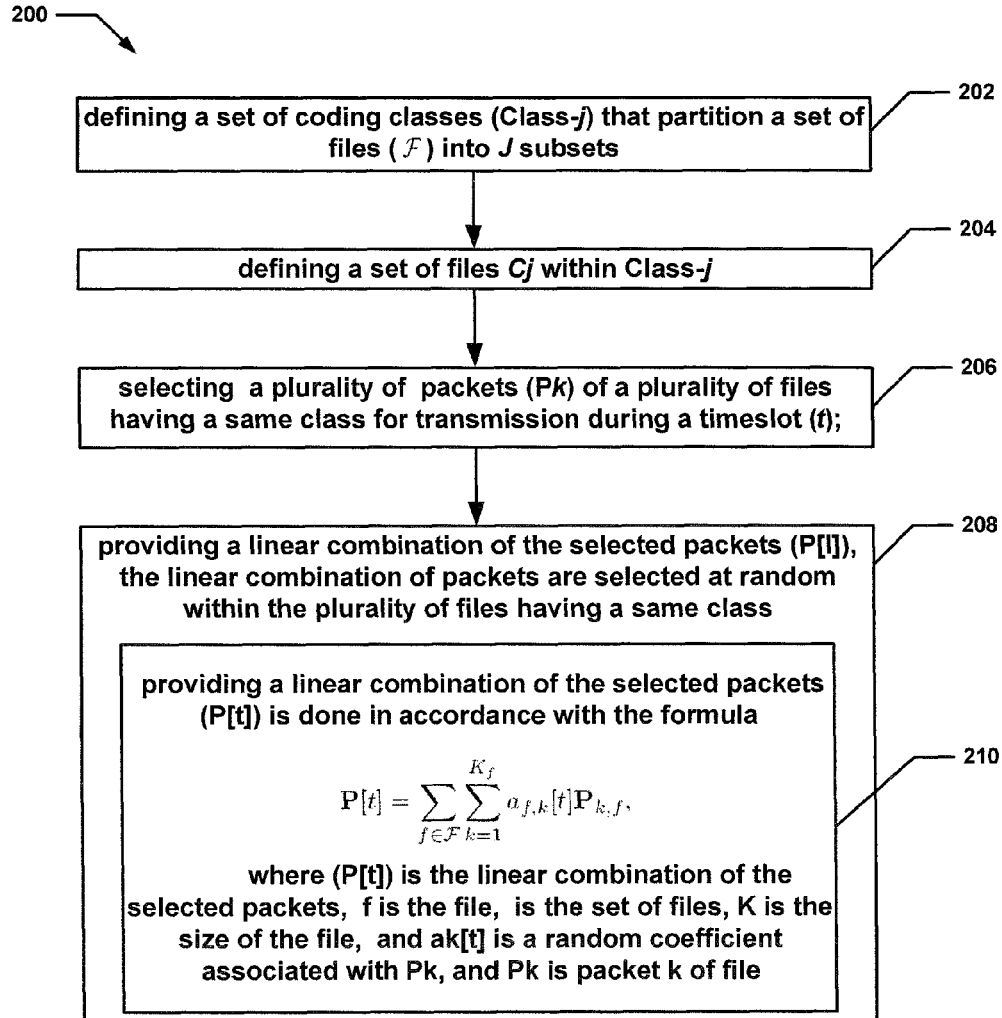 200
202
defining a set of coding classes (Class-j) that partition a set of
files ( ℱ ) into J subsets
204
defining a set of files Cj within Class-j
206
selecting a plurality of packets (Pk) of a plurality of files
having a same class for transmission during a timeslot (t);
208
providing a linear combination of the selected packets (P[l]),
the linear combination of packets are selected at random
within the plurality of files having a same class
providing a linear combination of the selected packets
(P[t]) is done in accordance with the formula
210
P[t] = ∑_{f∈ℱ} ∑_{k=1}^{K_f} a_{f,k}[t]P_{k,f},
where (P[t]) is the linear combination of the
selected packets, f is the file, is the set of files, K is the
size of the file, and ak[t] is a random coefficient
associated with Pk, and Pk is packet k of file